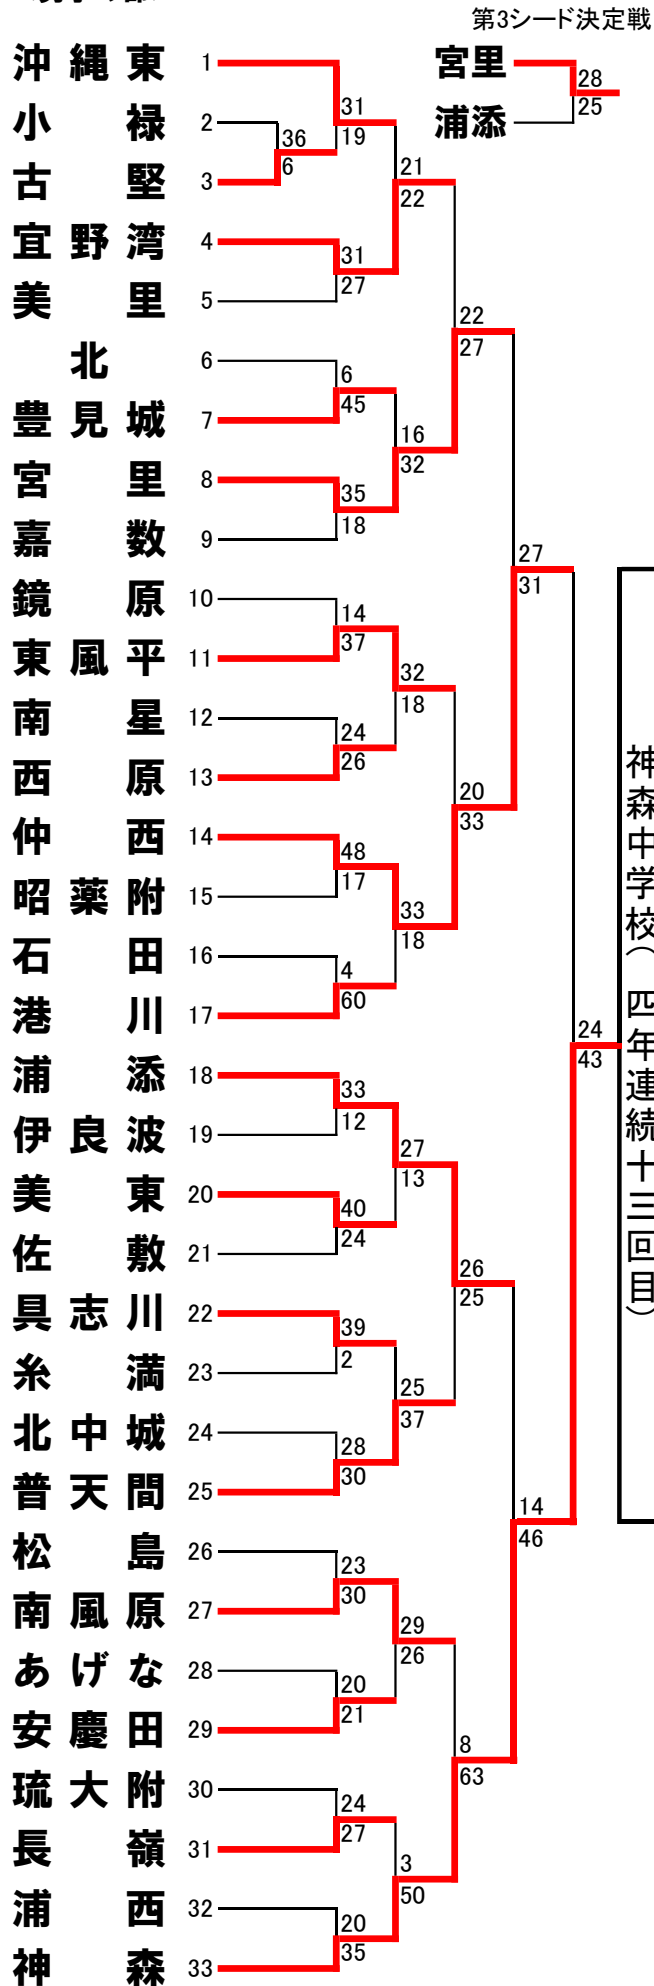 第3シード決定戦
宮里
28
25
浦添
沖縄東 1
31
19
小禄 2
36
6
古堅 3
21
22
宜野湾 4
31
27
美里 5
22
27
北 6
6
45
豊見城 7
16
32
宮里 8
35
18
嘉数 9
27
31
鏡原 10
14
37
東風平 11
32
18
南星 12
24
26
西原 13
20
33
仲西 14
48
17
昭薬附 15
33
18
石田 16
4
60
港川 17
24
43
浦添 18
33
12
伊良波 19
27
13
美東 20
40
24
佐敷 21
26
25
具志川 22
39
2
糸満 23
25
37
北中城 24
28
30
普天間 25
14
46
松島 26
23
30
南風原 27
29
26
あげな 28
20
21
安慶田 29
8
63
琉大附 30
24
27
長嶺 31
3
50
浦西 32
20
35
神森 33
神森中学校(四年連続十三回目)